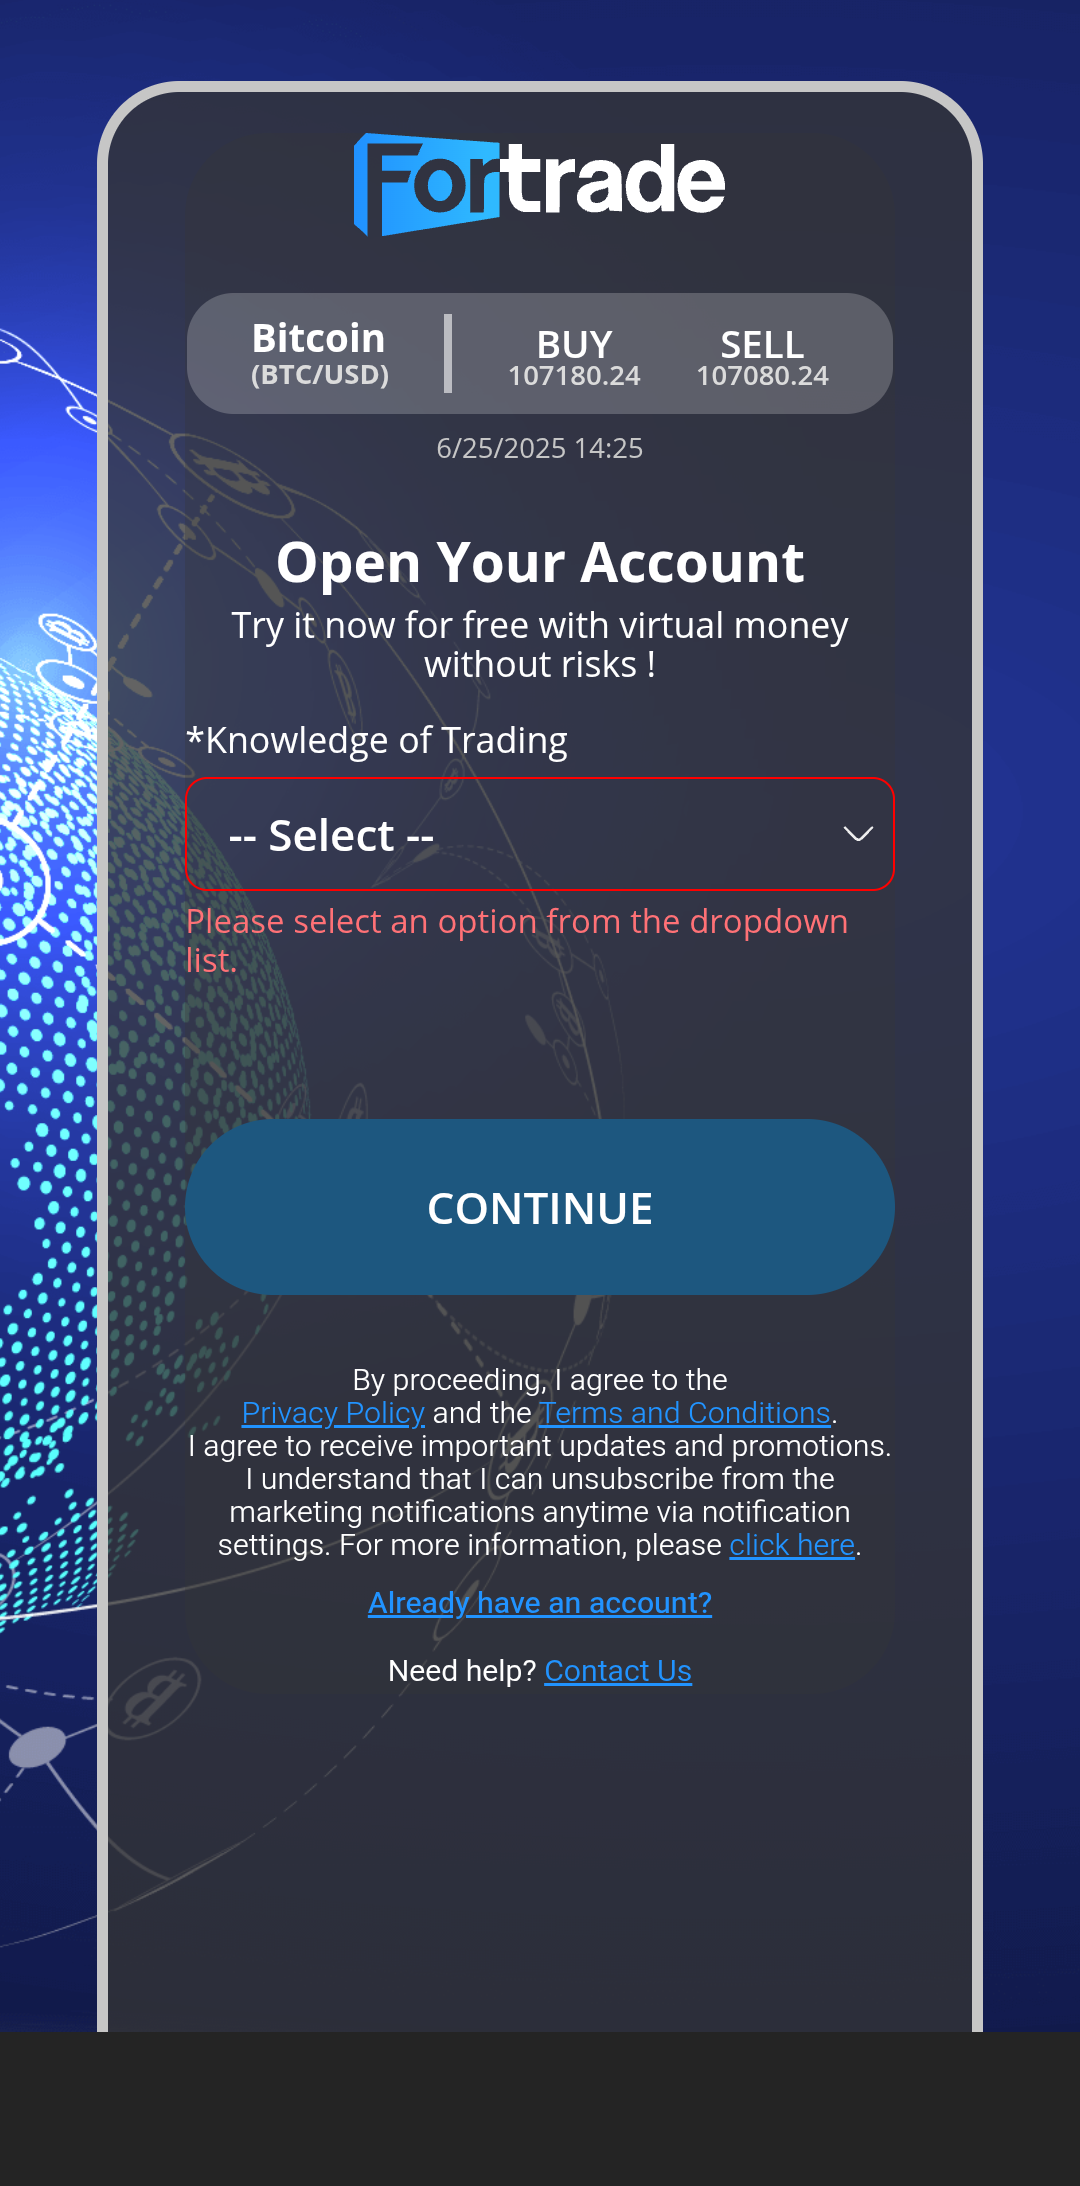 Fortrade
Bitcoin
(BTC/USD)
BUY
107180.24
SELL
107080.24
6/25/2025 14:25
Open Your Account
Try it now for free with virtual money
without risks !
*Knowledge of Trading
-- Select --
Please select an option from the dropdown
list.
CONTINUE
By proceeding, I agree to the
Privacy Policy and the Terms and Conditions.
I agree to receive important updates and promotions.
I understand that I can unsubscribe from the
marketing notifications anytime via notification
settings. For more information, please click here.
Already have an account?
Need help? Contact Us